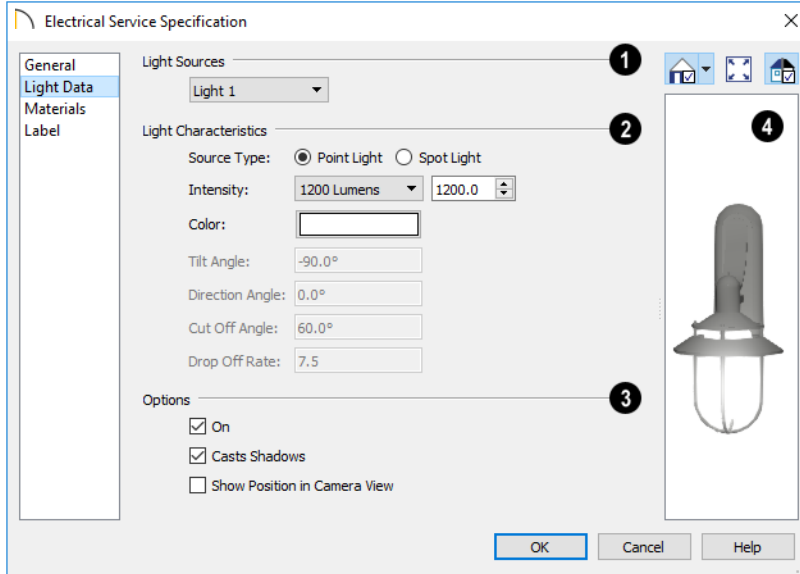 Electrical Service Specification
General
Light Data
Materials
Label
Light Sources 1
Light 1
Light Characteristics 2
Source Type: Point Light Spot Light
Intensity: 1200 Lumens 1200.0
Color:
Tilt Angle: -90.0°
Direction Angle: 0.0°
Cut Off Angle: 60.0°
Drop Off Rate: 7.5
Options 3
On
Casts Shadows
Show Position in Camera View
4
OK Cancel Help